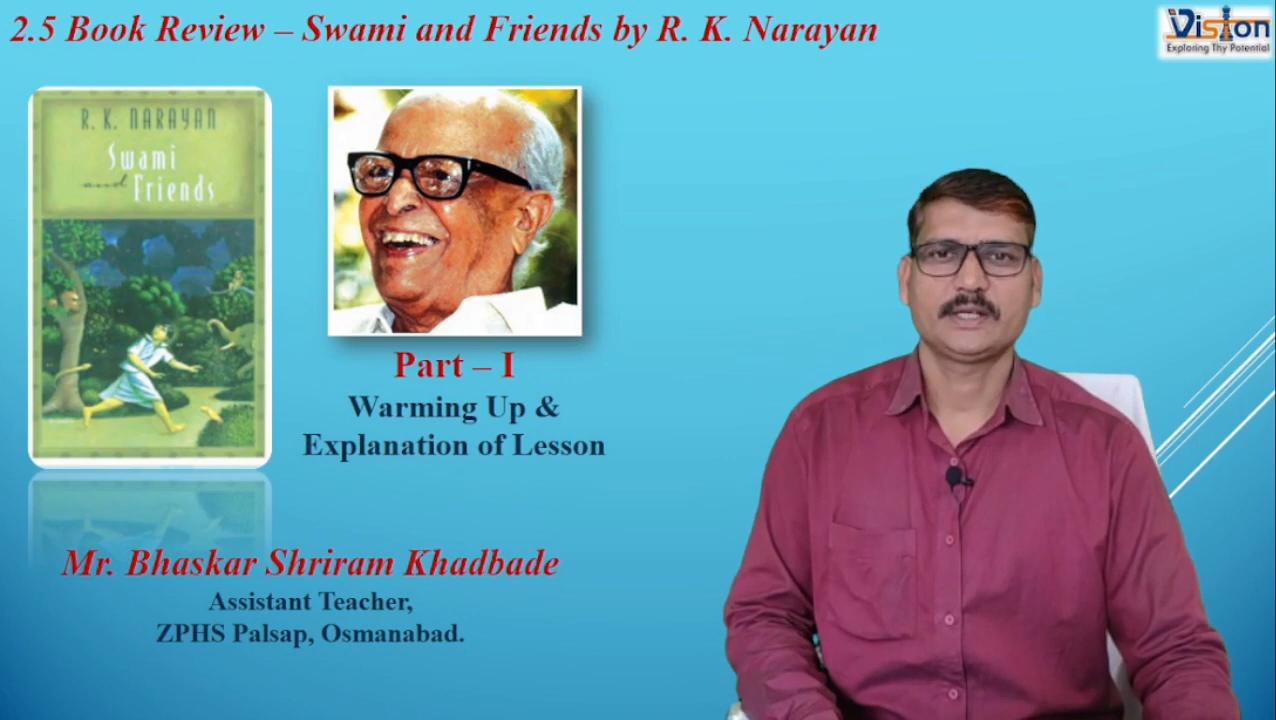 2.5 Book Review – Swami and Friends by R. K. Narayan
Vision
Exploring Thy Potential
R. K. NARAYAN
Swami
and Friends
Part – I
Warming Up &
Explanation of Lesson
Mr. Bhaskar Shriram Khadbade
Assistant Teacher,
ZPHS Palsap, Osmanabad.